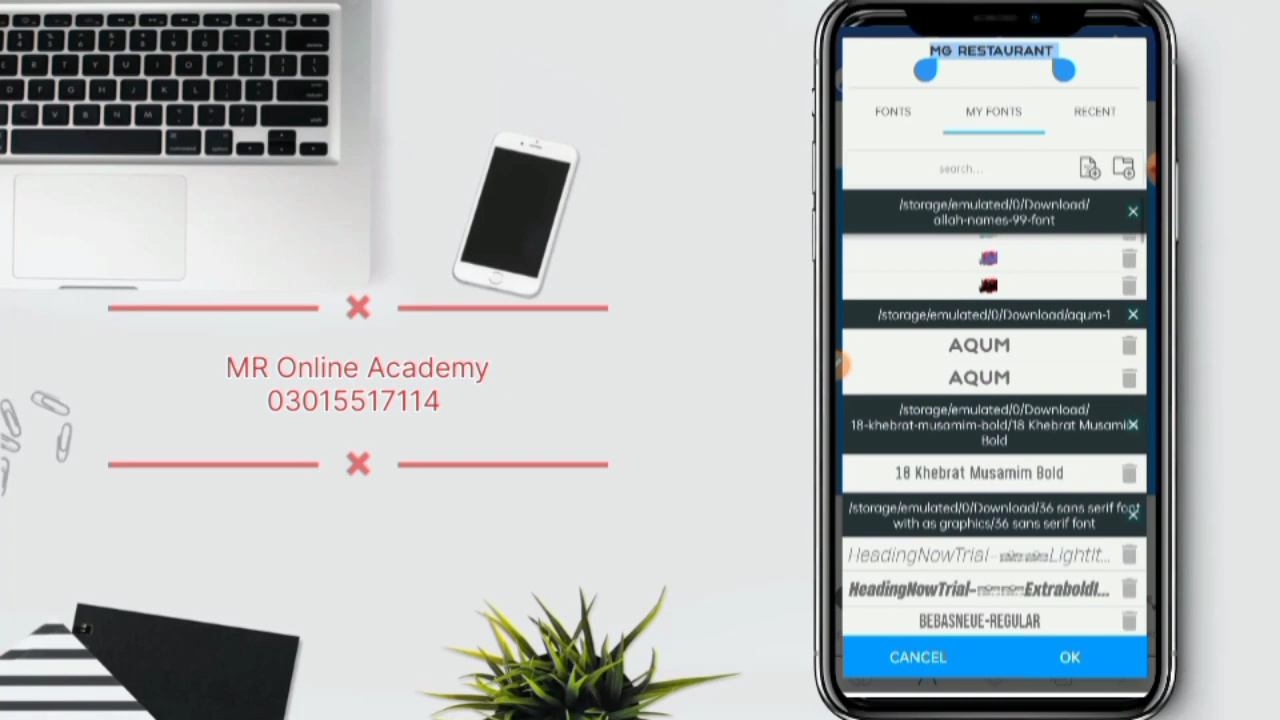 MR Online Academy
03015517114
MG RESTAURANT
FONTS
MY FONTS
RECENT
search...
/storage/emulated/0/Download/
allah-names-99-font
/storage/emulated/0/Download/aqum-1
AQUM
AQUM
/storage/emulated/0/Download/
18-khebrat-musamim-bold/18 Khebrat Musamim
Bold
18 Khebrat Musamim Bold
/storage/emulated/0/Download/36 sans serif font
with as graphics/36 sans serif font
HeadingNowTrial-
LightIt...
HeadingNowTrial-
ExtraboldI...
BEBASNEUE-REGULAR
CANCEL
OK